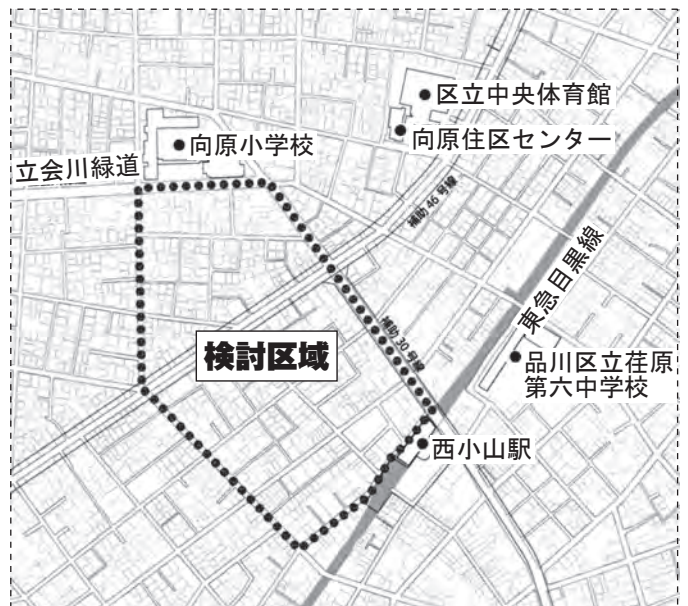 区立中央体育館
向原住区センター
向原小学校
立会川緑道
補助46号線
東急目黒線
補助30号線
検討区域
品川区立荏原
第六中学校
西小山駅